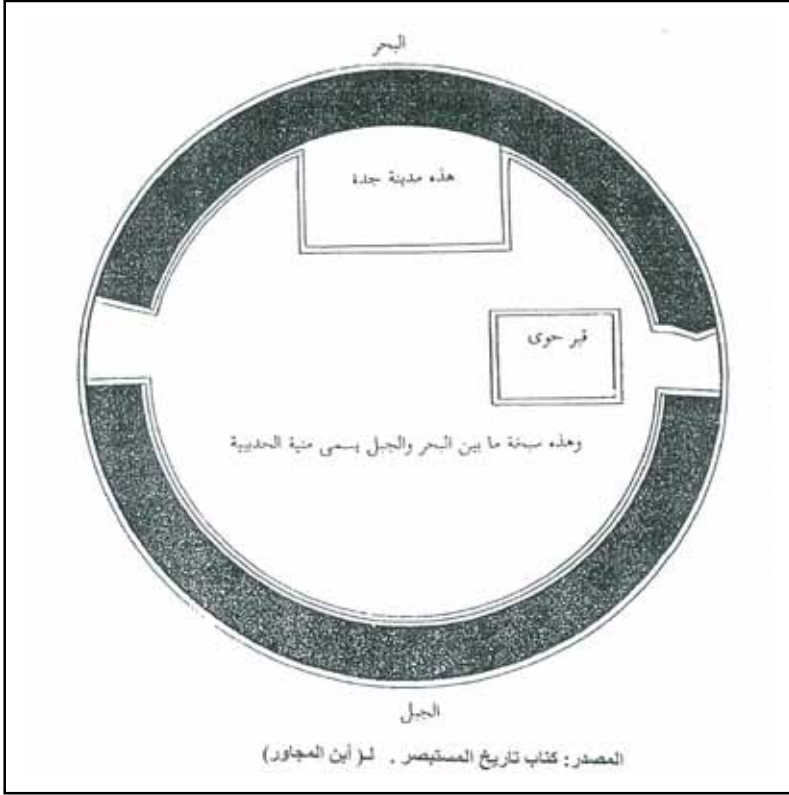 البحر
هذه مدينة جدة
قبر حوى
وهذه سبخة ما بين البحر والجبل يسمى منية الحديبية
الجبل
المصدر: كتاب تاريخ المستبصر . لـ( أبن المجاور)